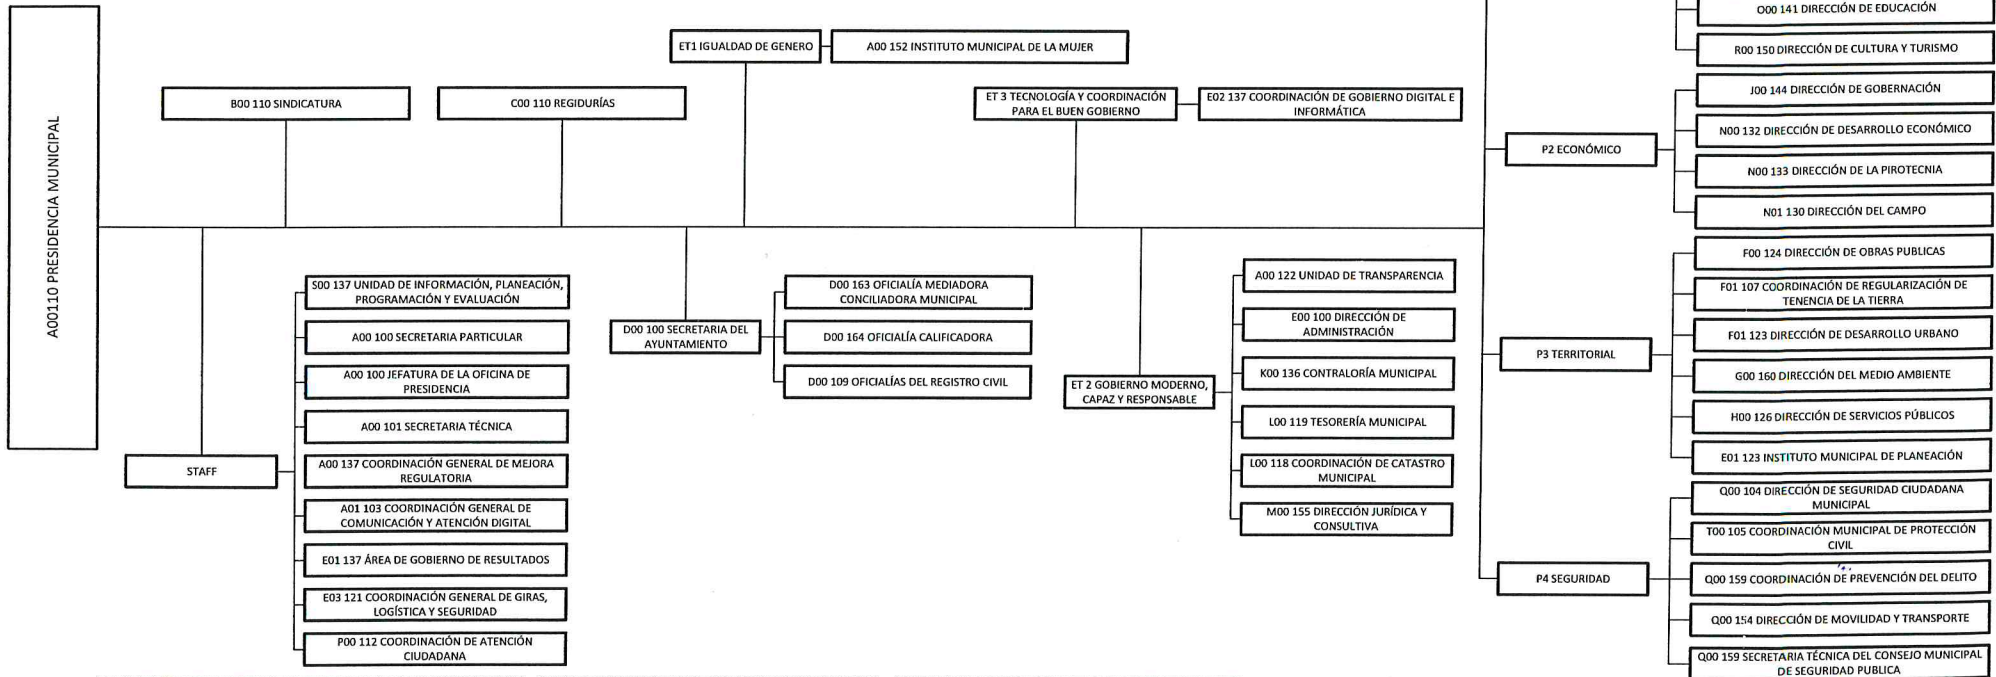 A00110 PRESIDENCIA MUNICIPAL
B00 110 SINDICATURA
C00 110 REGIDURÍAS
ET1 IGUALDAD DE GENERO
A00 152 INSTITUTO MUNICIPAL DE LA MUJER
ET 3 TECNOLOGÍA Y COORDINACIÓN
PARA EL BUEN GOBIERNO
E02 137 COORDINACIÓN DE GOBIERNO DIGITAL E
INFORMÁTICA
STAFF
S00 137 UNIDAD DE INFORMACIÓN, PLANEACIÓN,
PROGRAMACIÓN Y EVALUACIÓN
A00 100 SECRETARIA PARTICULAR
A00 100 JEFATURA DE LA OFICINA DE
PRESIDENCIA
A00 101 SECRETARIA TÉCNICA
A00 137 COORDINACIÓN GENERAL DE MEJORA
REGULATORIA
A01 103 COORDINACIÓN GENERAL DE
COMUNICACIÓN Y ATENCIÓN DIGITAL
E01 137 ÁREA DE GOBIERNO DE RESULTADOS
E03 121 COORDINACIÓN GENERAL DE GIRAS,
LOGÍSTICA Y SEGURIDAD
P00 112 COORDINACIÓN DE ATENCIÓN
CIUDADANA
D00 100 SECRETARIA DEL
AYUNTAMIENTO
D00 163 OFICIALÍA MEDIADORA
CONCILIADORA MUNICIPAL
D00 164 OFICIALÍA CALIFICADORA
D00 109 OFICIALÍAS DEL REGISTRO CIVIL
ET 2 GOBIERNO MODERNO,
CAPAZ Y RESPONSABLE
A00 122 UNIDAD DE TRANSPARENCIA
E00 100 DIRECCIÓN DE
ADMINISTRACIÓN
K00 136 CONTRALORÍA MUNICIPAL
L00 119 TESORERÍA MUNICIPAL
L00 118 COORDINACIÓN DE CATASTRO
MUNICIPAL
M00 155 DIRECCIÓN JURÍDICA Y
CONSULTIVA
O00 141 DIRECCIÓN DE EDUCACIÓN
R00 150 DIRECCIÓN DE CULTURA Y TURISMO
P2 ECONÓMICO
J00 144 DIRECCIÓN DE GOBERNACIÓN
N00 132 DIRECCIÓN DE DESARROLLO ECONÓMICO
N00 133 DIRECCIÓN DE LA PIROTECNIA
N01 130 DIRECCIÓN DEL CAMPO
P3 TERRITORIAL
F00 124 DIRECCIÓN DE OBRAS PUBLICAS
F01 107 COORDINACIÓN DE REGULARIZACIÓN DE
TENENCIA DE LA TIERRA
F01 123 DIRECCIÓN DE DESARROLLO URBANO
G00 160 DIRECCIÓN DEL MEDIO AMBIENTE
H00 126 DIRECCIÓN DE SERVICIOS PÚBLICOS
E01 123 INSTITUTO MUNICIPAL DE PLANEACIÓN
P4 SEGURIDAD
Q00 104 DIRECCIÓN DE SEGURIDAD CIUDADANA
MUNICIPAL
T00 105 COORDINACIÓN MUNICIPAL DE PROTECCIÓN
CIVIL
Q00 159 COORDINACIÓN DE PREVENCIÓN DEL DELITO
Q00 154 DIRECCIÓN DE MOVILIDAD Y TRANSPORTE
Q00 159 SECRETARIA TÉCNICA DEL CONSEJO MUNICIPAL
DE SEGURIDAD PUBLICA